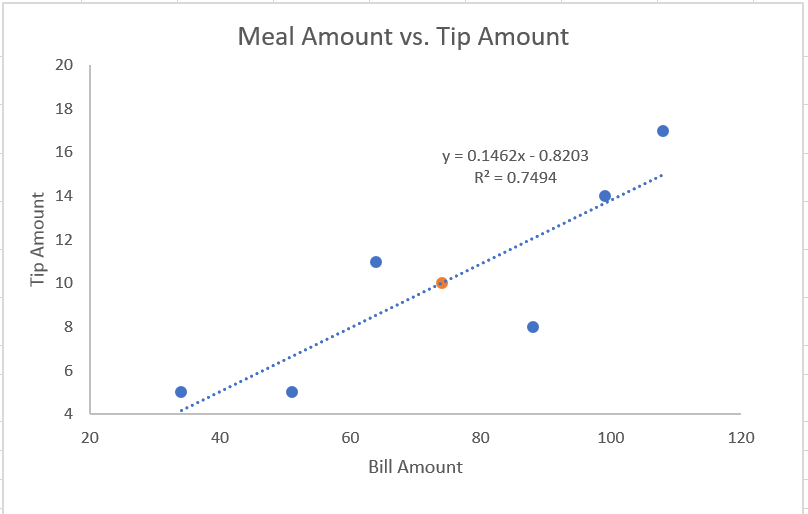 Meal Amount vs. Tip Amount
20
18
16
14
12
10
8
6
4
Tip Amount
y = 0.1462x - 0.8203
R² = 0.7494
20 40 60 80 100 120
Bill Amount